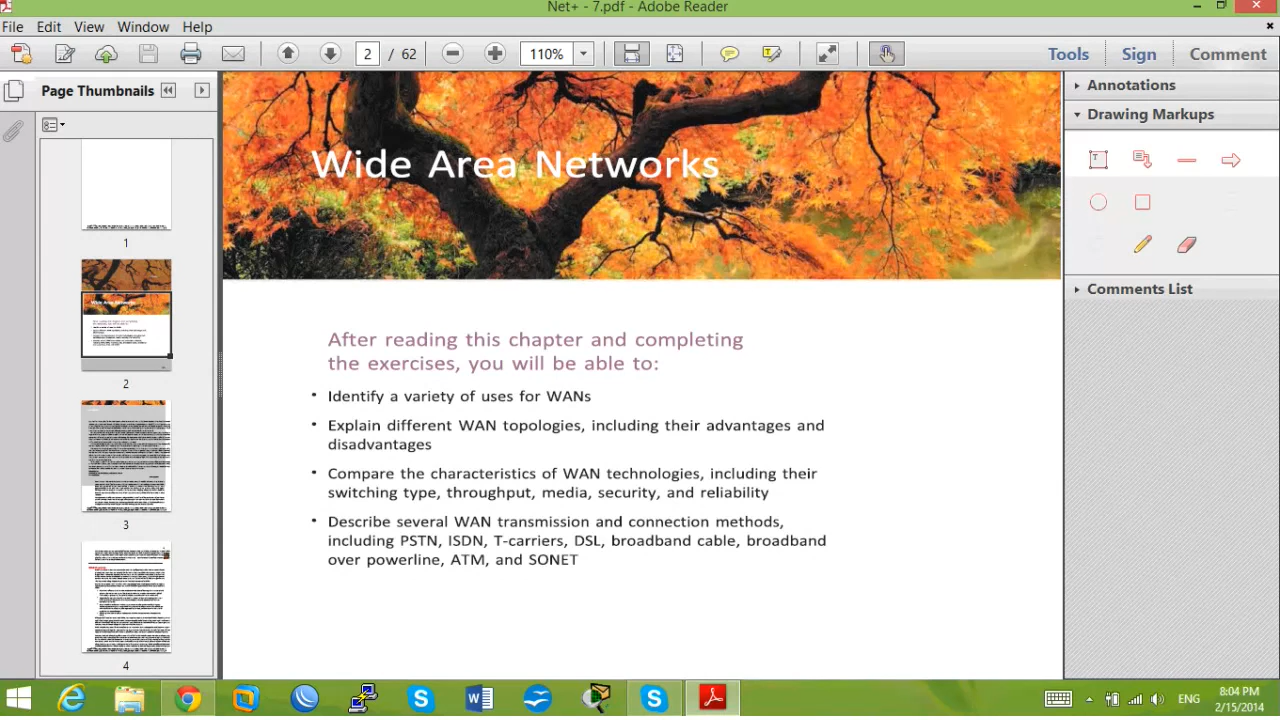 Net+ - 7.pdf - Adobe Reader
File Edit View Window Help
2 / 62 110% Tools Sign Comment
Page Thumbnails
1
2
3
4
Wide Area Networks
After reading this chapter and completing
the exercises, you will be able to:
• Identify a variety of uses for WANs
• Explain different WAN topologies, including their advantages and
disadvantages
• Compare the characteristics of WAN technologies, including their
switching type, throughput, media, security, and reliability
• Describe several WAN transmission and connection methods,
including PSTN, ISDN, T-carriers, DSL, broadband cable, broadband
over powerline, ATM, and SONET
Annotations
Drawing Markups
Comments List
ENG
8:04 PM
2/15/2014